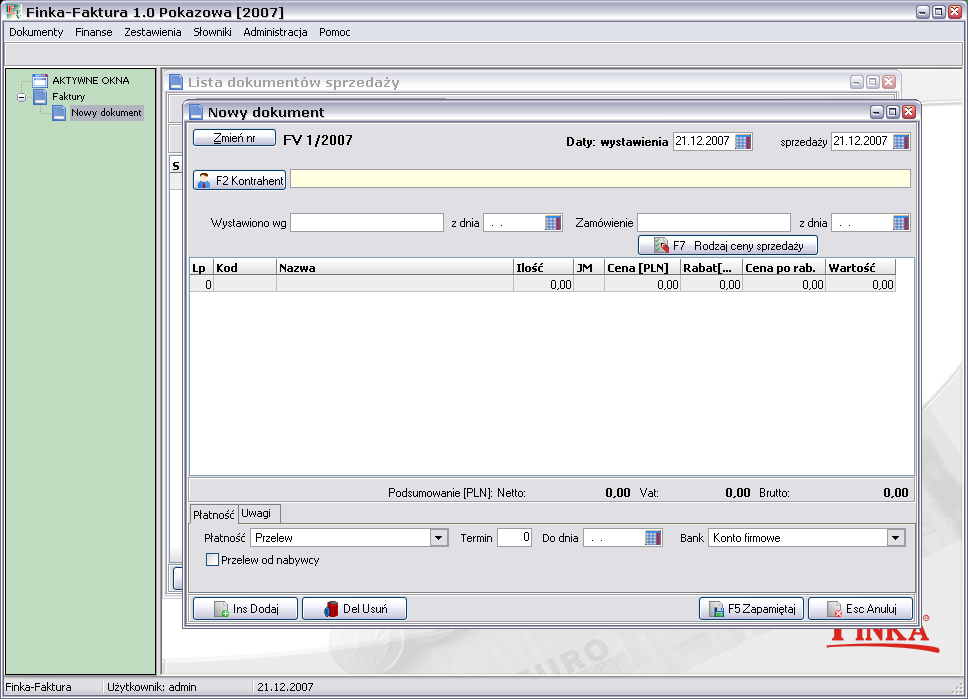 Finka-Faktura 1.0 Pokazowa [2007]
Dokumenty Finanse Zestawienia Słowniki Administracja Pomoc
AKTYWNE OKNA
Faktury
Nowy dokument
Lista dokumentów sprzedaży
S
Nowy dokument
Zmień nr FV 1/2007 Daty: wystawienia 21.12.2007 sprzedaży 21.12.2007
F2 Kontrahent
Wystawiono wg z dnia . . Zamówienie z dnia . .
F7 Rodzaj ceny sprzedaży
Lp Kod Nazwa Ilość JM Cena [PLN] Rabat[... Cena po rab. Wartość
0 0,00 0,00 0,00 0,00 0,00
Podsumowanie [PLN]: Netto: 0,00 Vat: 0,00 Brutto: 0,00
Płatność Uwagi
Płatność Przelew Termin 0 Do dnia . . Bank Konto firmowe
Przelew od nabywcy
Ins Dodaj Del Usuń F5 Zapamiętaj Esc Anuluj
FINKA®
EURO
Finka-Faktura Użytkownik: admin 21.12.2007